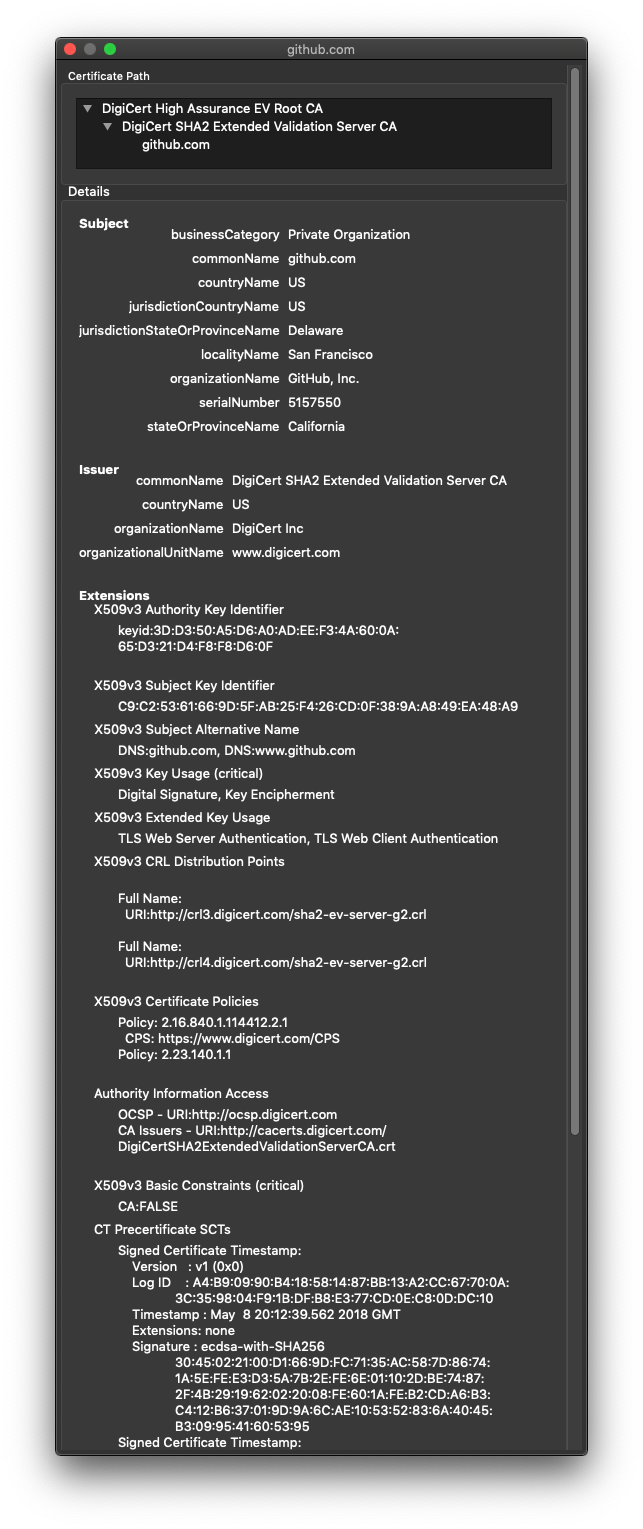 github.com
Certificate Path
DigiCert High Assurance EV Root CA
DigiCert SHA2 Extended Validation Server CA
github.com
Details
Subject
businessCategory Private Organization
commonName github.com
countryName US
jurisdictionCountryName US
jurisdictionStateOrProvinceName Delaware
localityName San Francisco
organizationName GitHub, Inc.
serialNumber 5157550
stateOrProvinceName California
Issuer
commonName DigiCert SHA2 Extended Validation Server CA
countryName US
organizationName DigiCert Inc
organizationalUnitName www.digicert.com
Extensions
X509v3 Authority Key Identifier
keyid:3D:D3:50:A5:D6:A0:AD:EE:F3:4A:60:0A:
65:D3:21:D4:F8:F8:D6:0F
X509v3 Subject Key Identifier
C9:C2:53:61:66:9D:5F:AB:25:F4:26:CD:0F:38:9A:A8:49:EA:48:A9
X509v3 Subject Alternative Name
DNS:github.com, DNS:www.github.com
X509v3 Key Usage (critical)
Digital Signature, Key Encipherment
X509v3 Extended Key Usage
TLS Web Server Authentication, TLS Web Client Authentication
X509v3 CRL Distribution Points
Full Name:
URI:http://crl3.digicert.com/sha2-ev-server-g2.crl
Full Name:
URI:http://crl4.digicert.com/sha2-ev-server-g2.crl
X509v3 Certificate Policies
Policy: 2.16.840.1.114412.2.1
CPS: https://www.digicert.com/CPS
Policy: 2.23.140.1.1
Authority Information Access
OCSP - URI:http://ocsp.digicert.com
CA Issuers - URI:http://cacerts.digicert.com/
DigiCertSHA2ExtendedValidationServerCA.crt
X509v3 Basic Constraints (critical)
CA:FALSE
CT Precertificate SCTs
Signed Certificate Timestamp:
Version : v1 (0x0)
Log ID : A4:B9:09:90:B4:18:58:14:87:BB:13:A2:CC:67:70:0A:
3C:35:98:04:F9:1B:DF:B8:E3:77:CD:0E:C8:0D:DC:10
Timestamp : May 8 20:12:39.562 2018 GMT
Extensions: none
Signature : ecdsa-with-SHA256
30:45:02:21:00:D1:66:9D:FC:71:35:AC:58:7D:86:74:
1A:5E:FE:E3:D3:5A:7B:2E:FE:6E:01:10:2D:BE:74:87:
2F:4B:29:19:62:02:20:08:FE:60:1A:FE:B2:CD:A6:B3:
C4:12:B6:37:01:9D:9A:6C:AE:10:53:52:83:6A:40:45:
B3:09:95:41:60:53:95
Signed Certificate Timestamp: